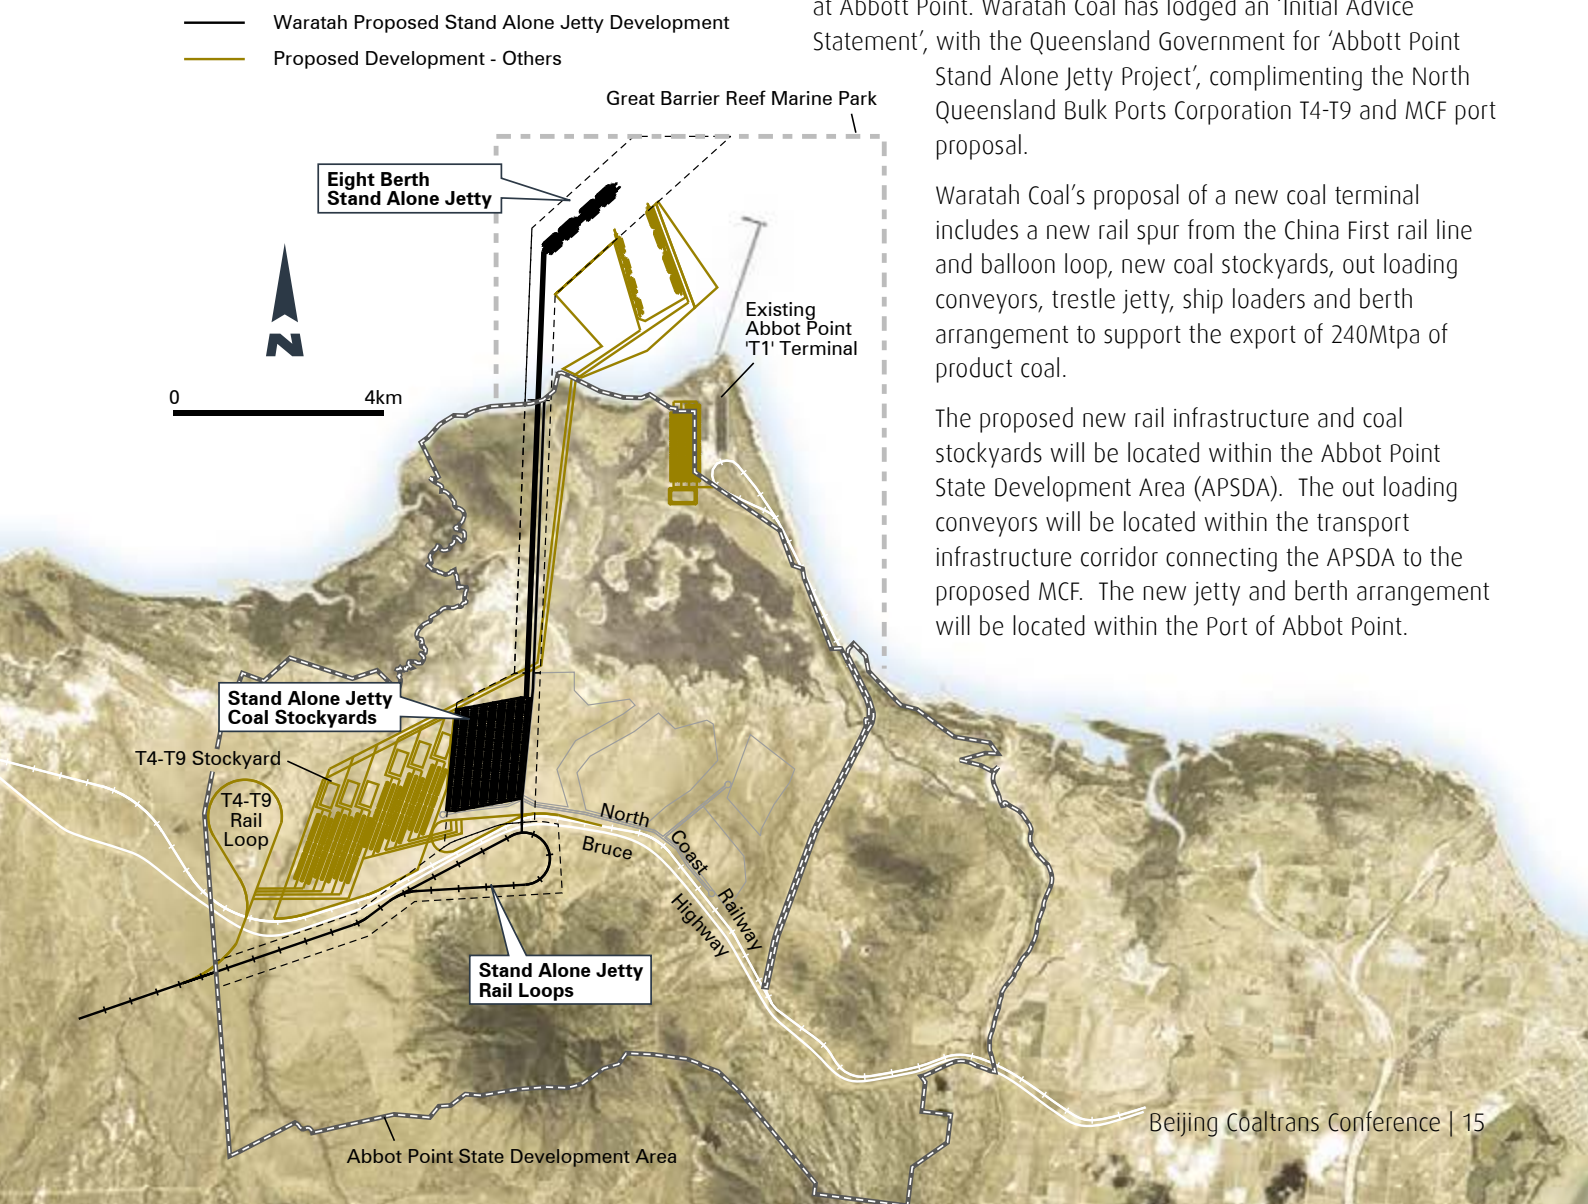 Waratah Proposed Stand Alone Jetty Development
Proposed Development - Others
at Abbott Point. Waratah Coal has lodged an ‘Initial Advice
Statement’, with the Queensland Government for ‘Abbott Point
Stand Alone Jetty Project’, complimenting the North
Queensland Bulk Ports Corporation T4-T9 and MCF port
proposal.
Waratah Coal’s proposal of a new coal terminal
includes a new rail spur from the China First rail line
and balloon loop, new coal stockyards, out loading
conveyors, trestle jetty, ship loaders and berth
arrangement to support the export of 240Mtpa of
product coal.
The proposed new rail infrastructure and coal
stockyards will be located within the Abbot Point
State Development Area (APSDA).  The out loading
conveyors will be located within the transport
infrastructure corridor connecting the APSDA to the
proposed MCF.  The new jetty and berth arrangement
will be located within the Port of Abbot Point.
Great Barrier Reef Marine Park
Eight Berth
Stand Alone Jetty
N
Existing
Abbot Point
'T1' Terminal
0 4km
Stand Alone Jetty
Coal Stockyards
T4-T9 Stockyard
T4-T9
Rail
Loop
North Coast Railway
Bruce Highway
Stand Alone Jetty
Rail Loops
Abbot Point State Development Area
Beijing Coaltrans Conference | 15